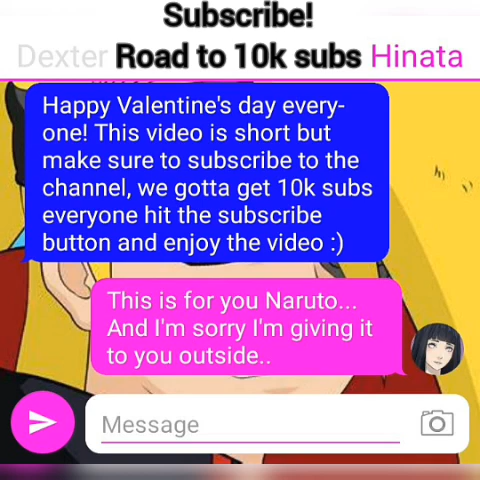 Subscribe!
Dexter Road to 10k subs Hinata
Happy Valentine's day every-
one! This video is short but
make sure to subscribe to the
channel, we gotta get 10k subs
everyone hit the subscribe
button and enjoy the video :)
This is for you Naruto...
And I'm sorry I'm giving it
to you outside..
Message